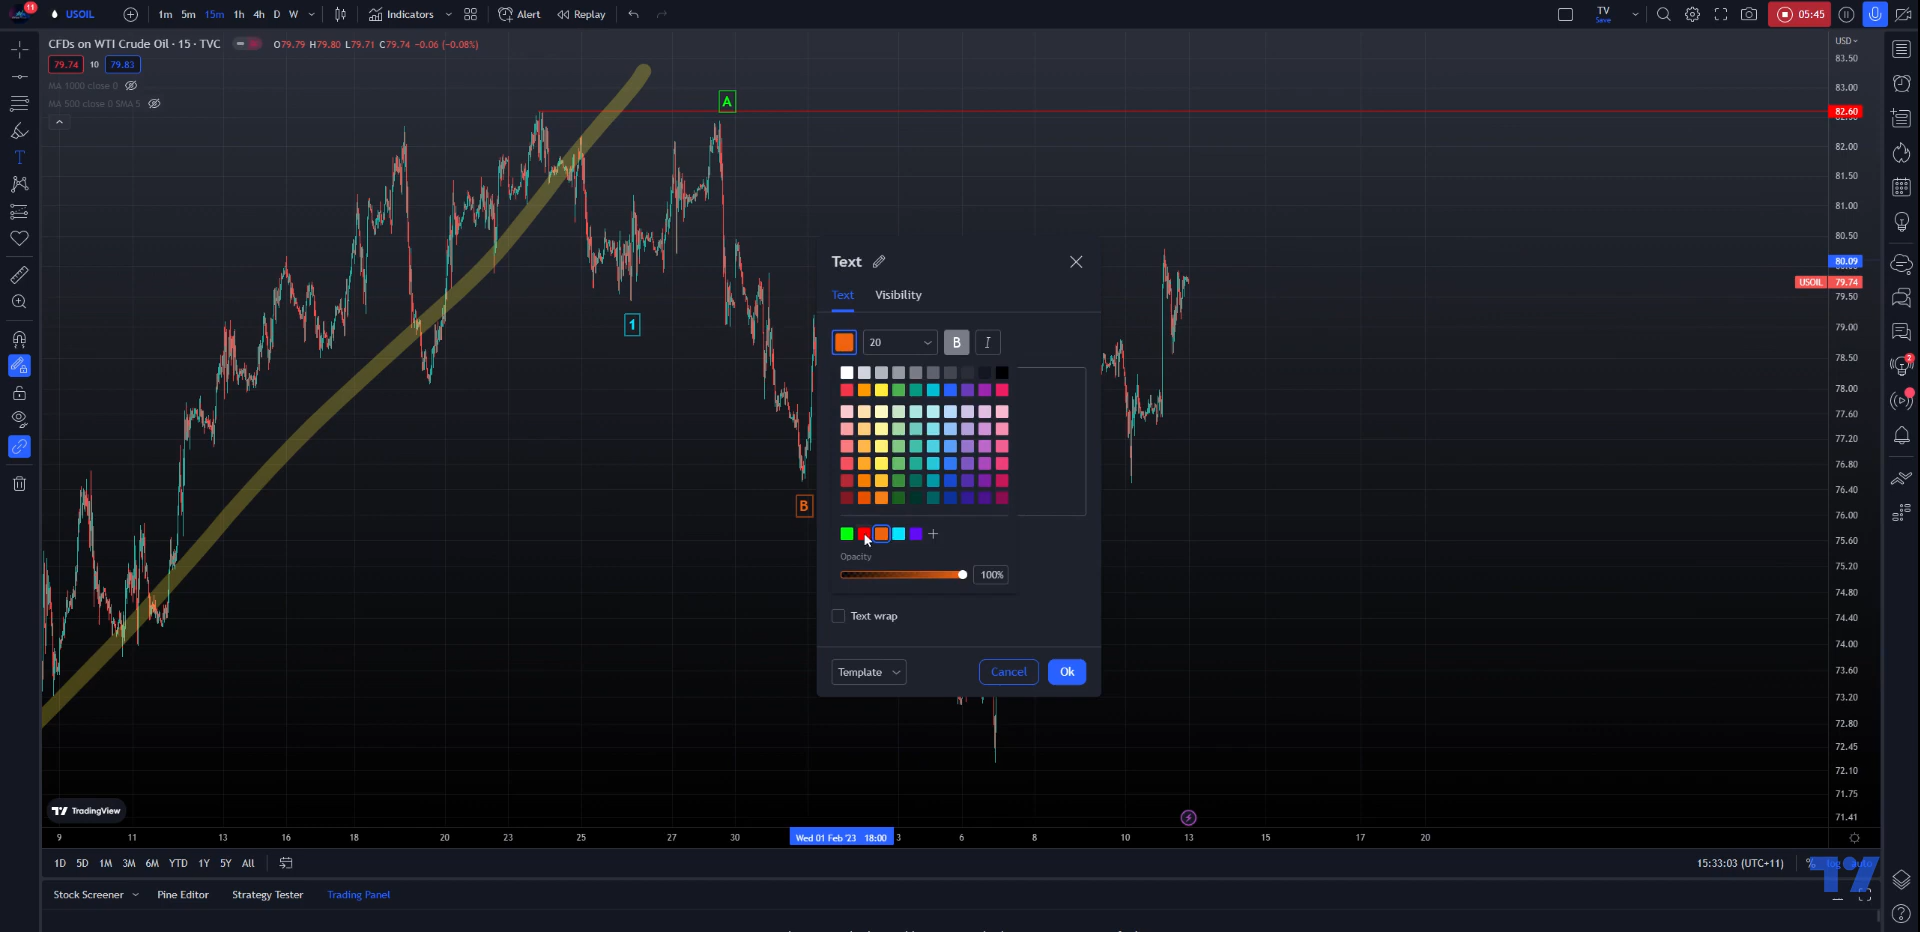 11
USOIL
1m 5m 15m 1h 4h D W
Indicators
Alert
Replay
TV
Save
05:45
CFDs on WTI Crude Oil · 15 · TVC
O79.79 H79.80 L79.71 C79.74 −0.06 (−0.08%)
79.74 10 79.83
MA 1000 close 0
MA 500 close 0 SMA 5
USD
83.50
83.00
82.60
82.00
81.50
81.00
80.50
80.09
USOIL 79.74
79.50
79.00
78.50
78.00
77.60
77.20
76.80
76.40
76.00
75.60
75.20
74.80
74.40
74.00
73.60
73.20
72.80
72.45
72.10
71.75
71.41
A
1
B
Text
Text Visibility
20 B I
Opacity
100%
Text wrap
Template Cancel Ok
2
TradingView
9 11 13 16 18 20 23 25 27 30 Wed 01 Feb '23 18:00 3 6 8 10 13 15 17 20
1D 5D 1M 3M 6M YTD 1Y 5Y All
15:33:03 (UTC+11) % log auto
Stock Screener Pine Editor Strategy Tester Trading Panel